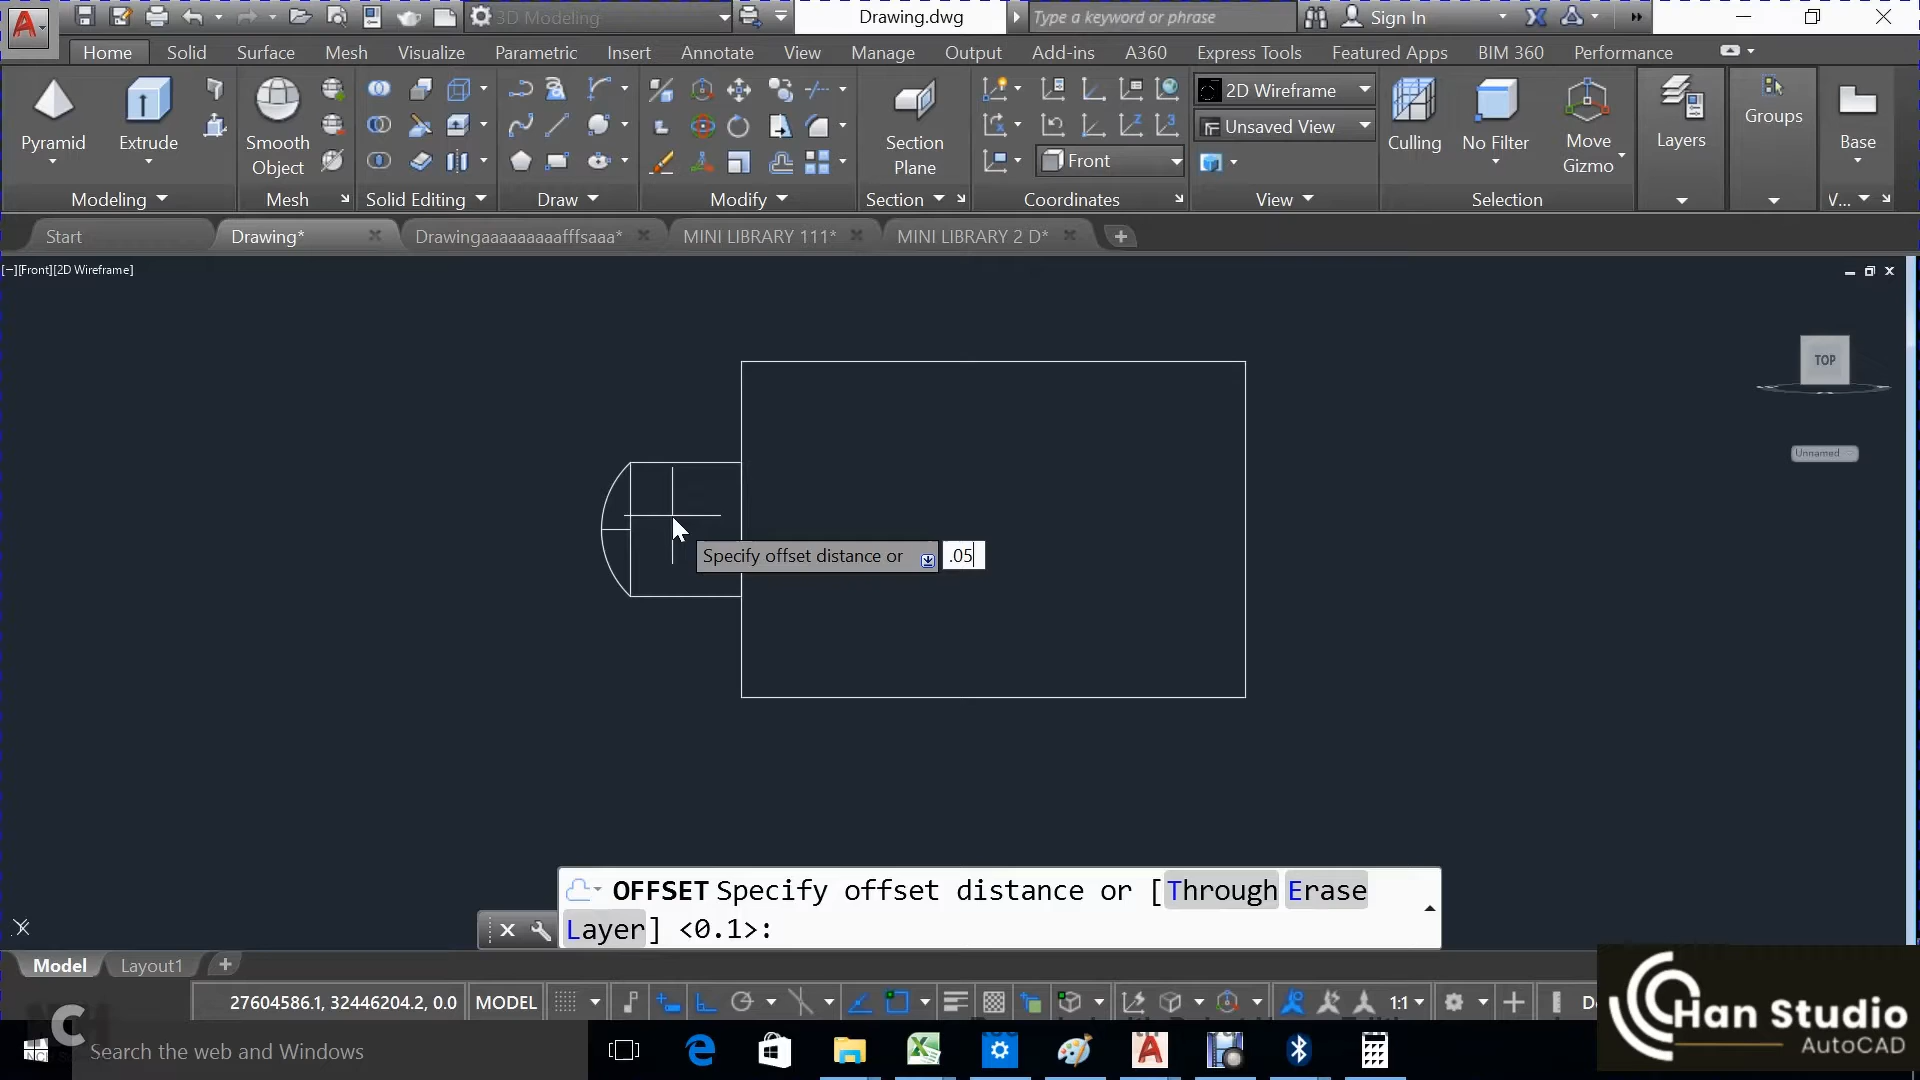 3D Modeling
Drawing.dwg
Type a keyword or phrase
Sign In
Home Solid Surface Mesh Visualize Parametric Insert Annotate View Manage Output Add-ins A360 Express Tools Featured Apps BIM 360 Performance
Pyramid
Extrude
Smooth
Object
Section
Plane
Front
2D Wireframe
Unsaved View
Culling
No Filter
Move
Gizmo
Layers
Groups
Base
Modeling Mesh Solid Editing Draw Modify Section Coordinates View Selection V...
Start Drawing* Drawingaaaaaaaaafffsaaa* MINI LIBRARY 111* MINI LIBRARY 2 D*
[−][Front][2D Wireframe]
TOP
Unnamed
Specify offset distance or .05
OFFSET Specify offset distance or [Through Erase
Layer] <0.1>:
Model Layout1
27604586.1, 32446204.2, 0.0 MODEL 1:1
Han Studio
AutoCAD
Search the web and Windows